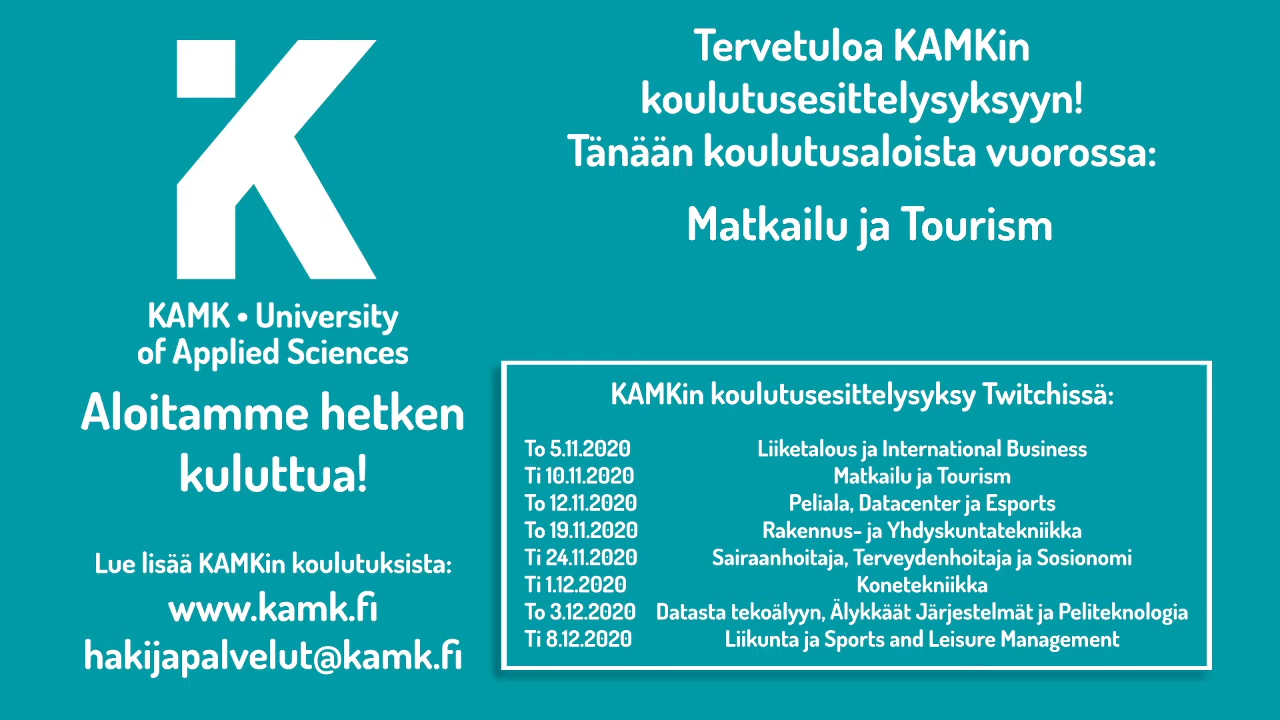 KAMK • University
of Applied Sciences
Aloitamme hetken
kuluttua!
Lue lisää KAMKin koulutuksista:
www.kamk.fi
hakijapalvelut@kamk.fi
Tervetuloa KAMKin
koulutusesittelysyksyyn!
Tänään koulutusaloista vuorossa:
Matkailu ja Tourism
KAMKin koulutusesittelysyksy Twitchissä:
To 5.11.2020 Liiketalous ja International Business
Ti 10.11.2020 Matkailu ja Tourism
To 12.11.2020 Peliala, Datacenter ja Esports
To 19.11.2020 Rakennus- ja Yhdyskuntatekniikka
Ti 24.11.2020 Sairaanhoitaja, Terveydenhoitaja ja Sosionomi
Ti 1.12.2020 Konetekniikka
To 3.12.2020 Datasta tekoälyyn, Älykkäät Järjestelmät ja Peliteknologia
Ti 8.12.2020 Liikunta ja Sports and Leisure Management